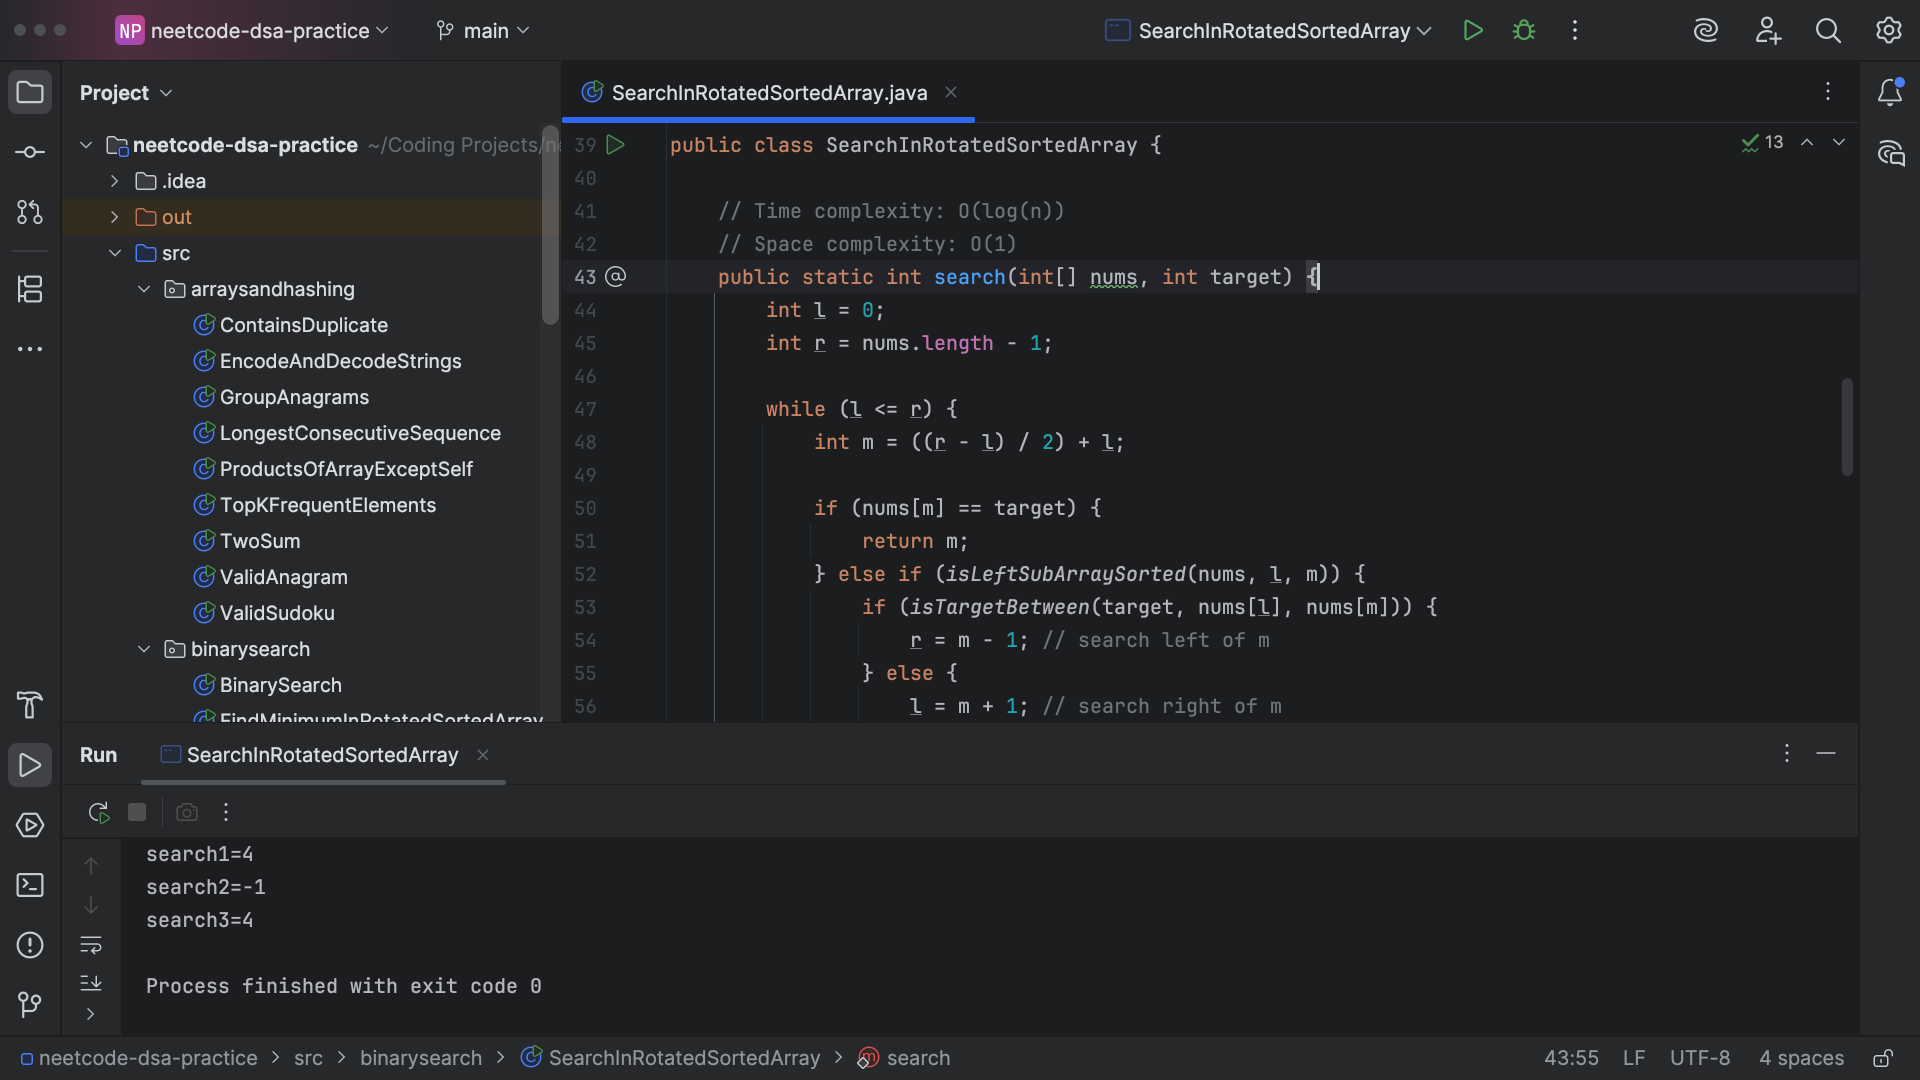 NP neetcode-dsa-practice
main
SearchInRotatedSortedArray
Project
neetcode-dsa-practice ~/Coding Projects/
.idea
out
src
arraysandhashing
ContainsDuplicate
EncodeAndDecodeStrings
GroupAnagrams
LongestConsecutiveSequence
ProductsOfArrayExceptSelf
TopKFrequentElements
TwoSum
ValidAnagram
ValidSudoku
binarysearch
BinarySearch
FindMinimumInRotatedSortedArray
SearchInRotatedSortedArray.java
13
39 public class SearchInRotatedSortedArray {
40
41 // Time complexity: O(log(n))
42 // Space complexity: O(1)
43 @ public static int search(int[] nums, int target) {
44 int l = 0;
45 int r = nums.length - 1;
46
47 while (l <= r) {
48 int m = ((r - l) / 2) + l;
49
50 if (nums[m] == target) {
51 return m;
52 } else if (isLeftSubArraySorted(nums, l, m)) {
53 if (isTargetBetween(target, nums[l], nums[m])) {
54 r = m - 1; // search left of m
55 } else {
56 l = m + 1; // search right of m
Run
SearchInRotatedSortedArray
search1=4
search2=-1
search3=4
Process finished with exit code 0
neetcode-dsa-practice > src > binarysearch > SearchInRotatedSortedArray > m search
43:55 LF UTF-8 4 spaces